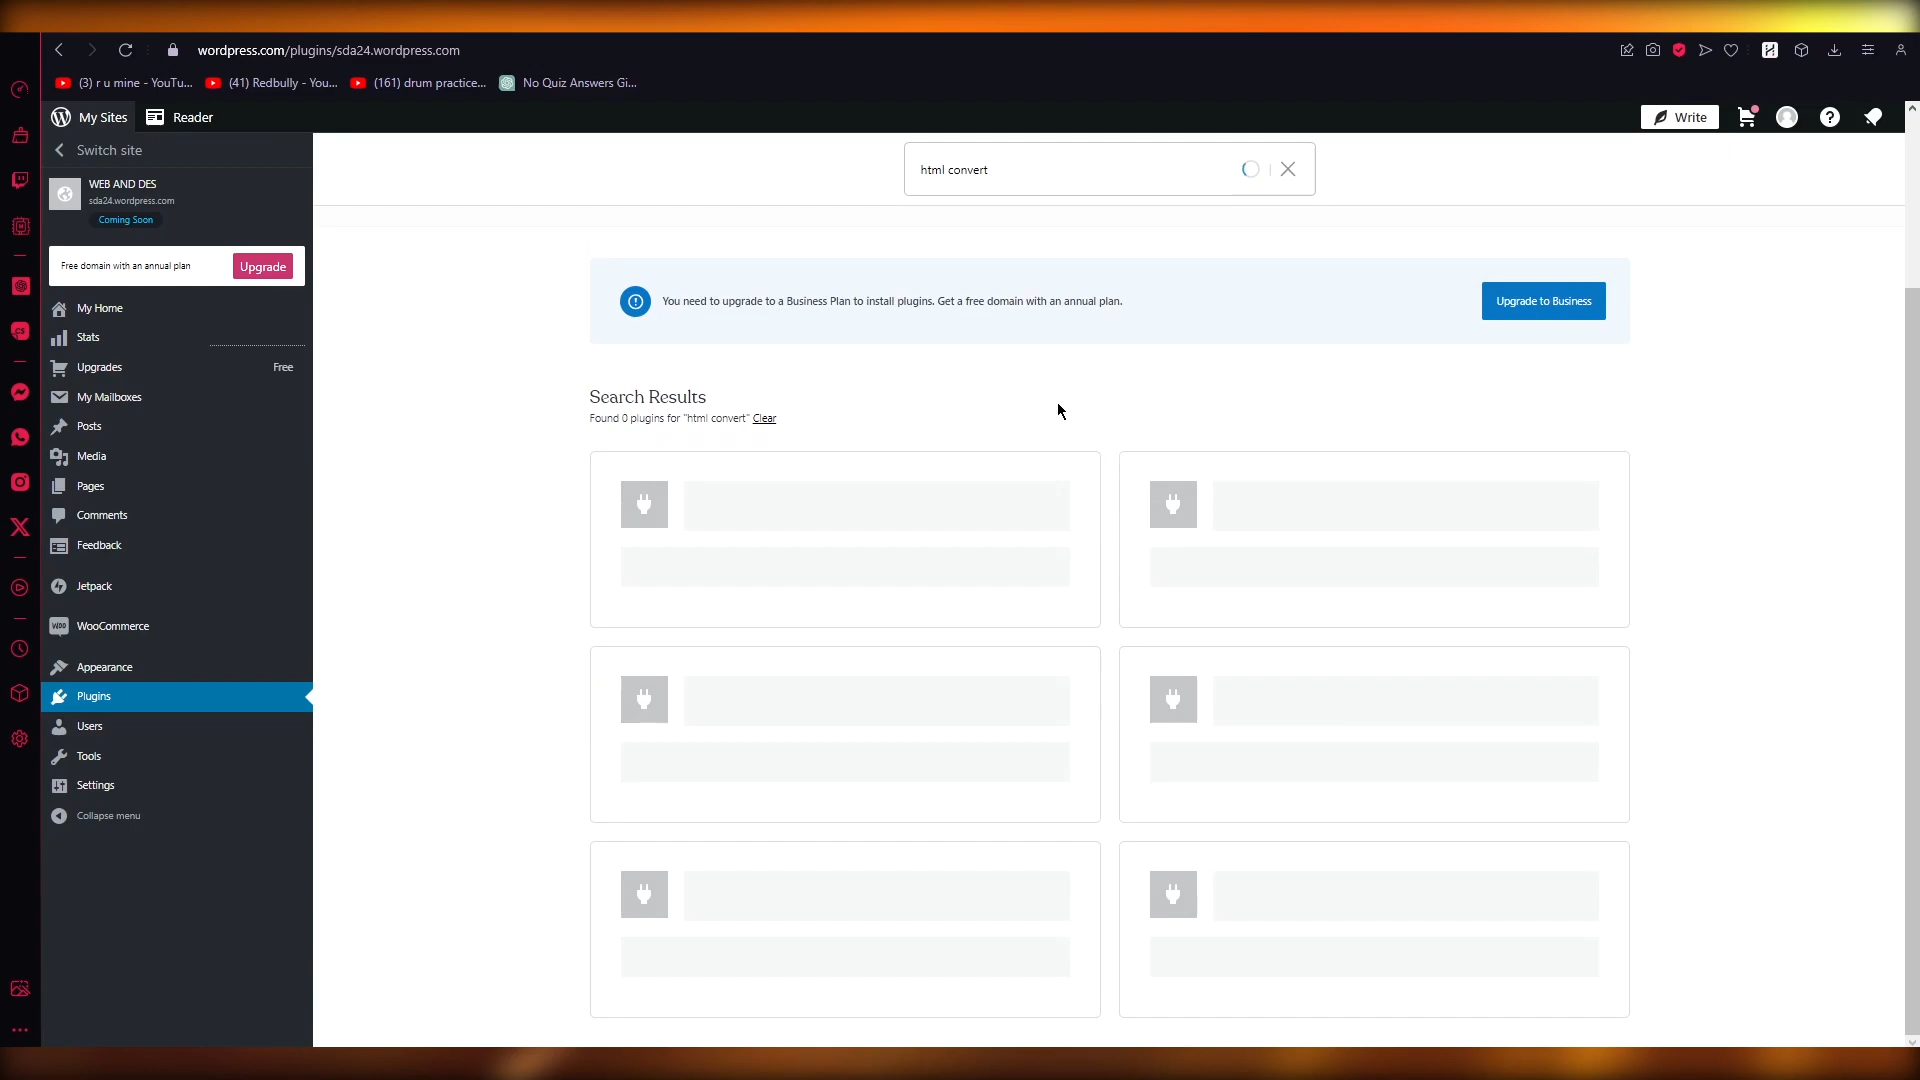 wordpress.com/plugins/sda24.wordpress.com
(3) r u mine - YouTu...
(41) Redbully - You...
(161) drum practice...
No Quiz Answers Gi...
My Sites
Reader
Write
Switch site
html convert
WEB AND DES
sda24.wordpress.com
Coming Soon
Free domain with an annual plan
Upgrade
You need to upgrade to a Business Plan to install plugins. Get a free domain with an annual plan.
Upgrade to Business
My Home
Stats
Upgrades
Free
My Mailboxes
Posts
Media
Pages
Comments
Feedback
Jetpack
WooCommerce
Appearance
Plugins
Users
Tools
Settings
Collapse menu
Search Results
Found 0 plugins for "html convert" Clear